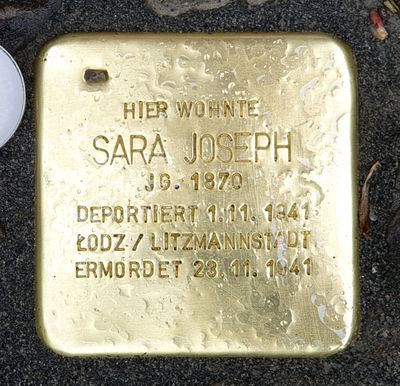 HIER WOHNTE
SARA JOSEPH
JG. 1870
DEPORTIERT 1.11. 1941
ŁODZ / LITZMANNSTADT
ERMORDET 23.11.1941